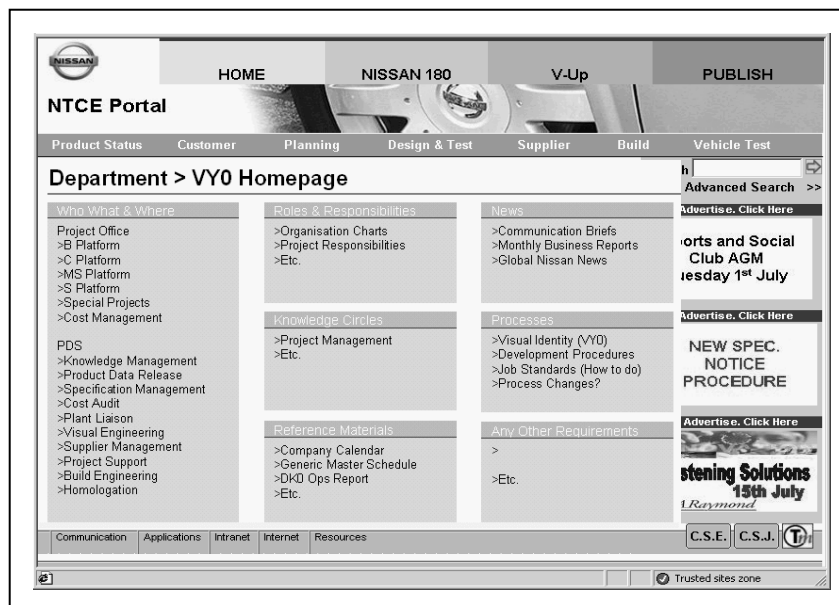 NISSAN
HOME
NISSAN 180
V-Up
PUBLISH
NTCE Portal
Product Status
Customer
Planning
Design & Test
Supplier
Build
Vehicle Test
Department > VY0 Homepage
h
Advanced Search >>
Who What & Where
Project Office
>B Platform
>C Platform
>MS Platform
>S Platform
>Special Projects
>Cost Management
PDS
>Knowledge Management
>Product Data Release
>Specification Management
>Cost Audit
>Plant Liaison
>Visual Engineering
>Supplier Management
>Project Support
>Build Engineering
>Homologation
Roles & Responsibilities
>Organisation Charts
>Project Responsibilities
>Etc.
Knowledge Circles
>Project Management
>Etc.
Reference Materials
>Company Calendar
>Generic Master Schedule
>DKD Ops Report
>Etc.
News
>Communication Briefs
>Monthly Business Reports
>Global Nissan News
Processes
>Visual Identity (VY0)
>Development Procedures
>Job Standards (How to do)
>Process Changes?
Any Other Requirements
>
>Etc.
Advertise. Click Here
orts and Social
Club AGM
uesday 1st July
Advertise. Click Here
NEW SPEC.
NOTICE
PROCEDURE
Advertise. Click Here
stening Solutions
15th July
Raymond
Communication
Applications
Intranet
Internet
Resources
C.S.E.
C.S.J.
Trusted sites zone